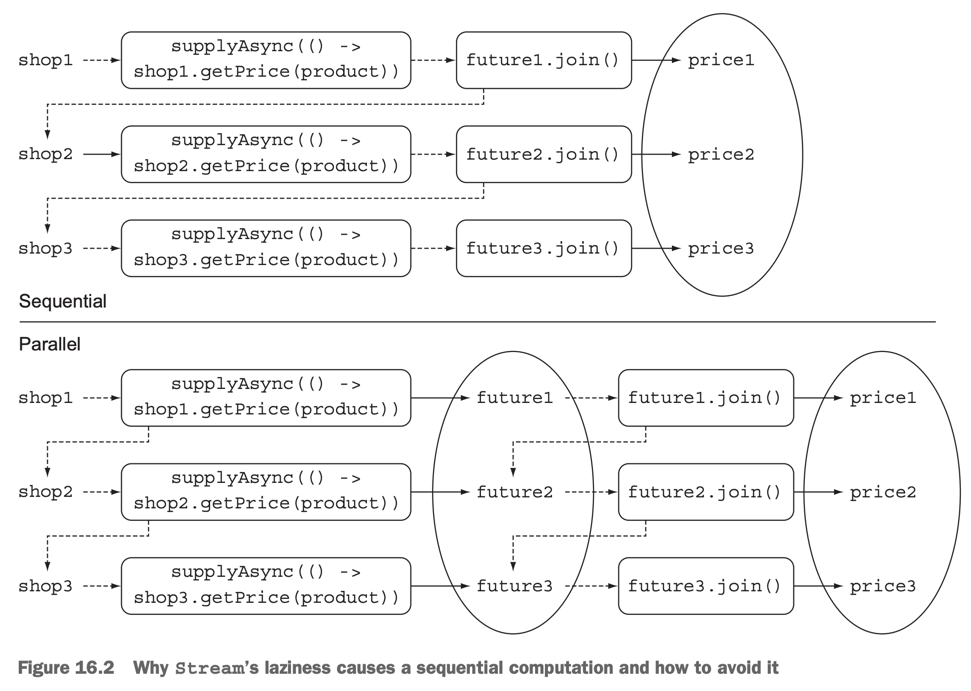 shop1
supplyAsync(() ->
shop1.getPrice(product))
future1.join()
price1
shop2
supplyAsync(() ->
shop2.getPrice(product))
future2.join()
price2
shop3
supplyAsync(() ->
shop3.getPrice(product))
future3.join()
price3
Sequential
Parallel
shop1
supplyAsync(() ->
shop1.getPrice(product))
future1
future1.join()
price1
shop2
supplyAsync(() ->
shop2.getPrice(product))
future2
future2.join()
price2
shop3
supplyAsync(() ->
shop3.getPrice(product))
future3
future3.join()
price3
Figure 16.2 Why Stream's laziness causes a sequential computation and how to avoid it